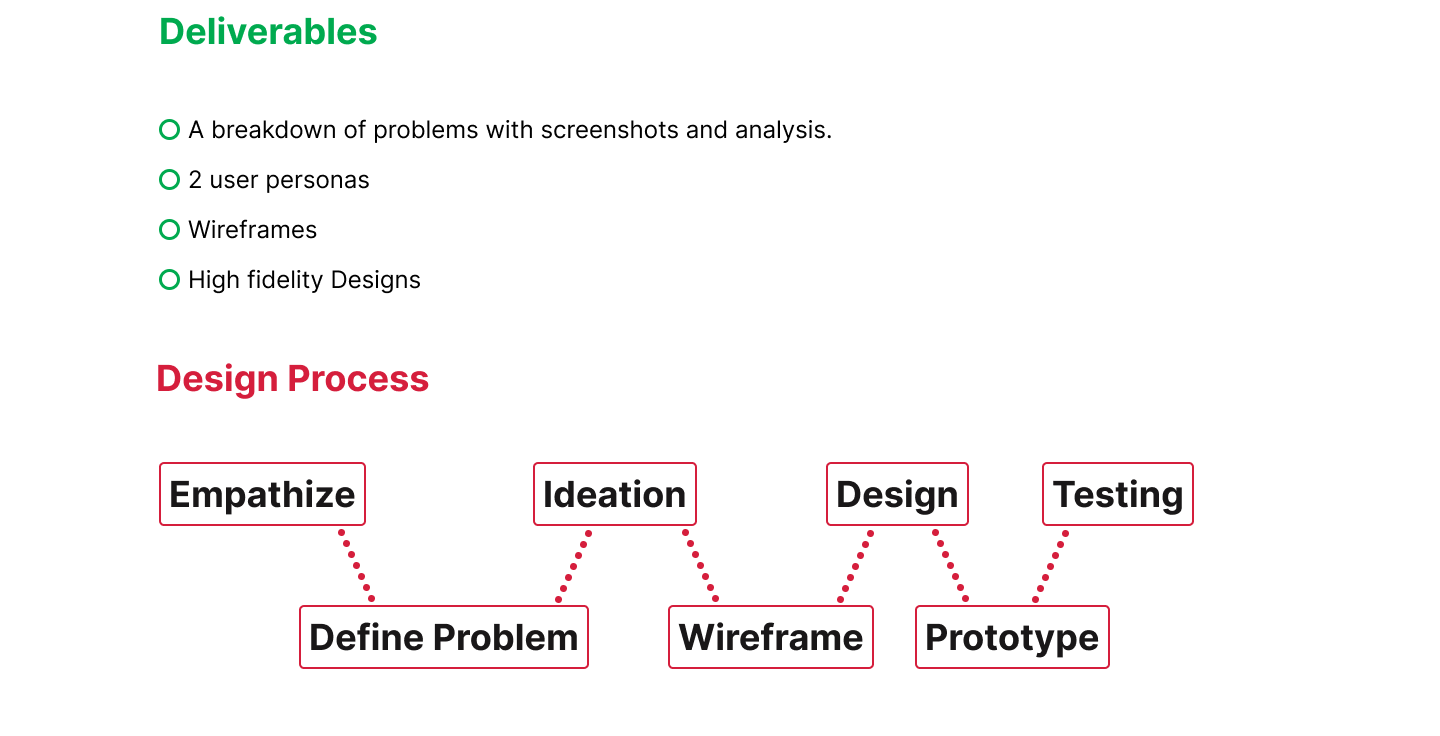 Deliverables
A breakdown of problems with screenshots and analysis.
2 user personas
Wireframes
High fidelity Designs
Design Process
Empathize
Define Problem
Ideation
Wireframe
Design
Prototype
Testing